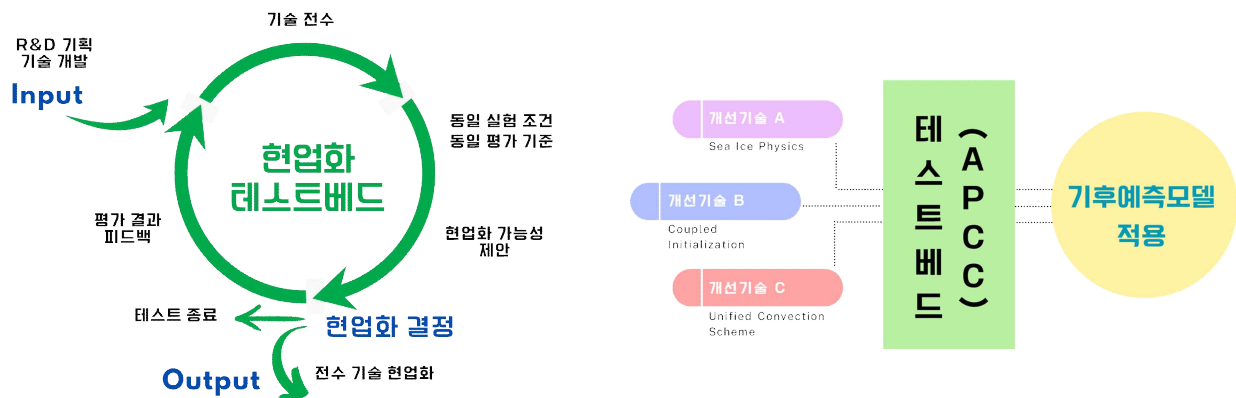 기술 전수
R&D 기획
기술 개발
Input
동일 실험 조건
동일 평가 기준
현업화
테스트베드
평가 결과
피드백
현업화 가능성
제안
테스트 종료
현업화 결정
Output
전수 기술 현업화
개선기술 A
Sea Ice Physics
개선기술 B
Coupled
Initialization
개선기술 C
Unified Convection
Scheme
테스트베드
(APCC)
기후예측모델
적용